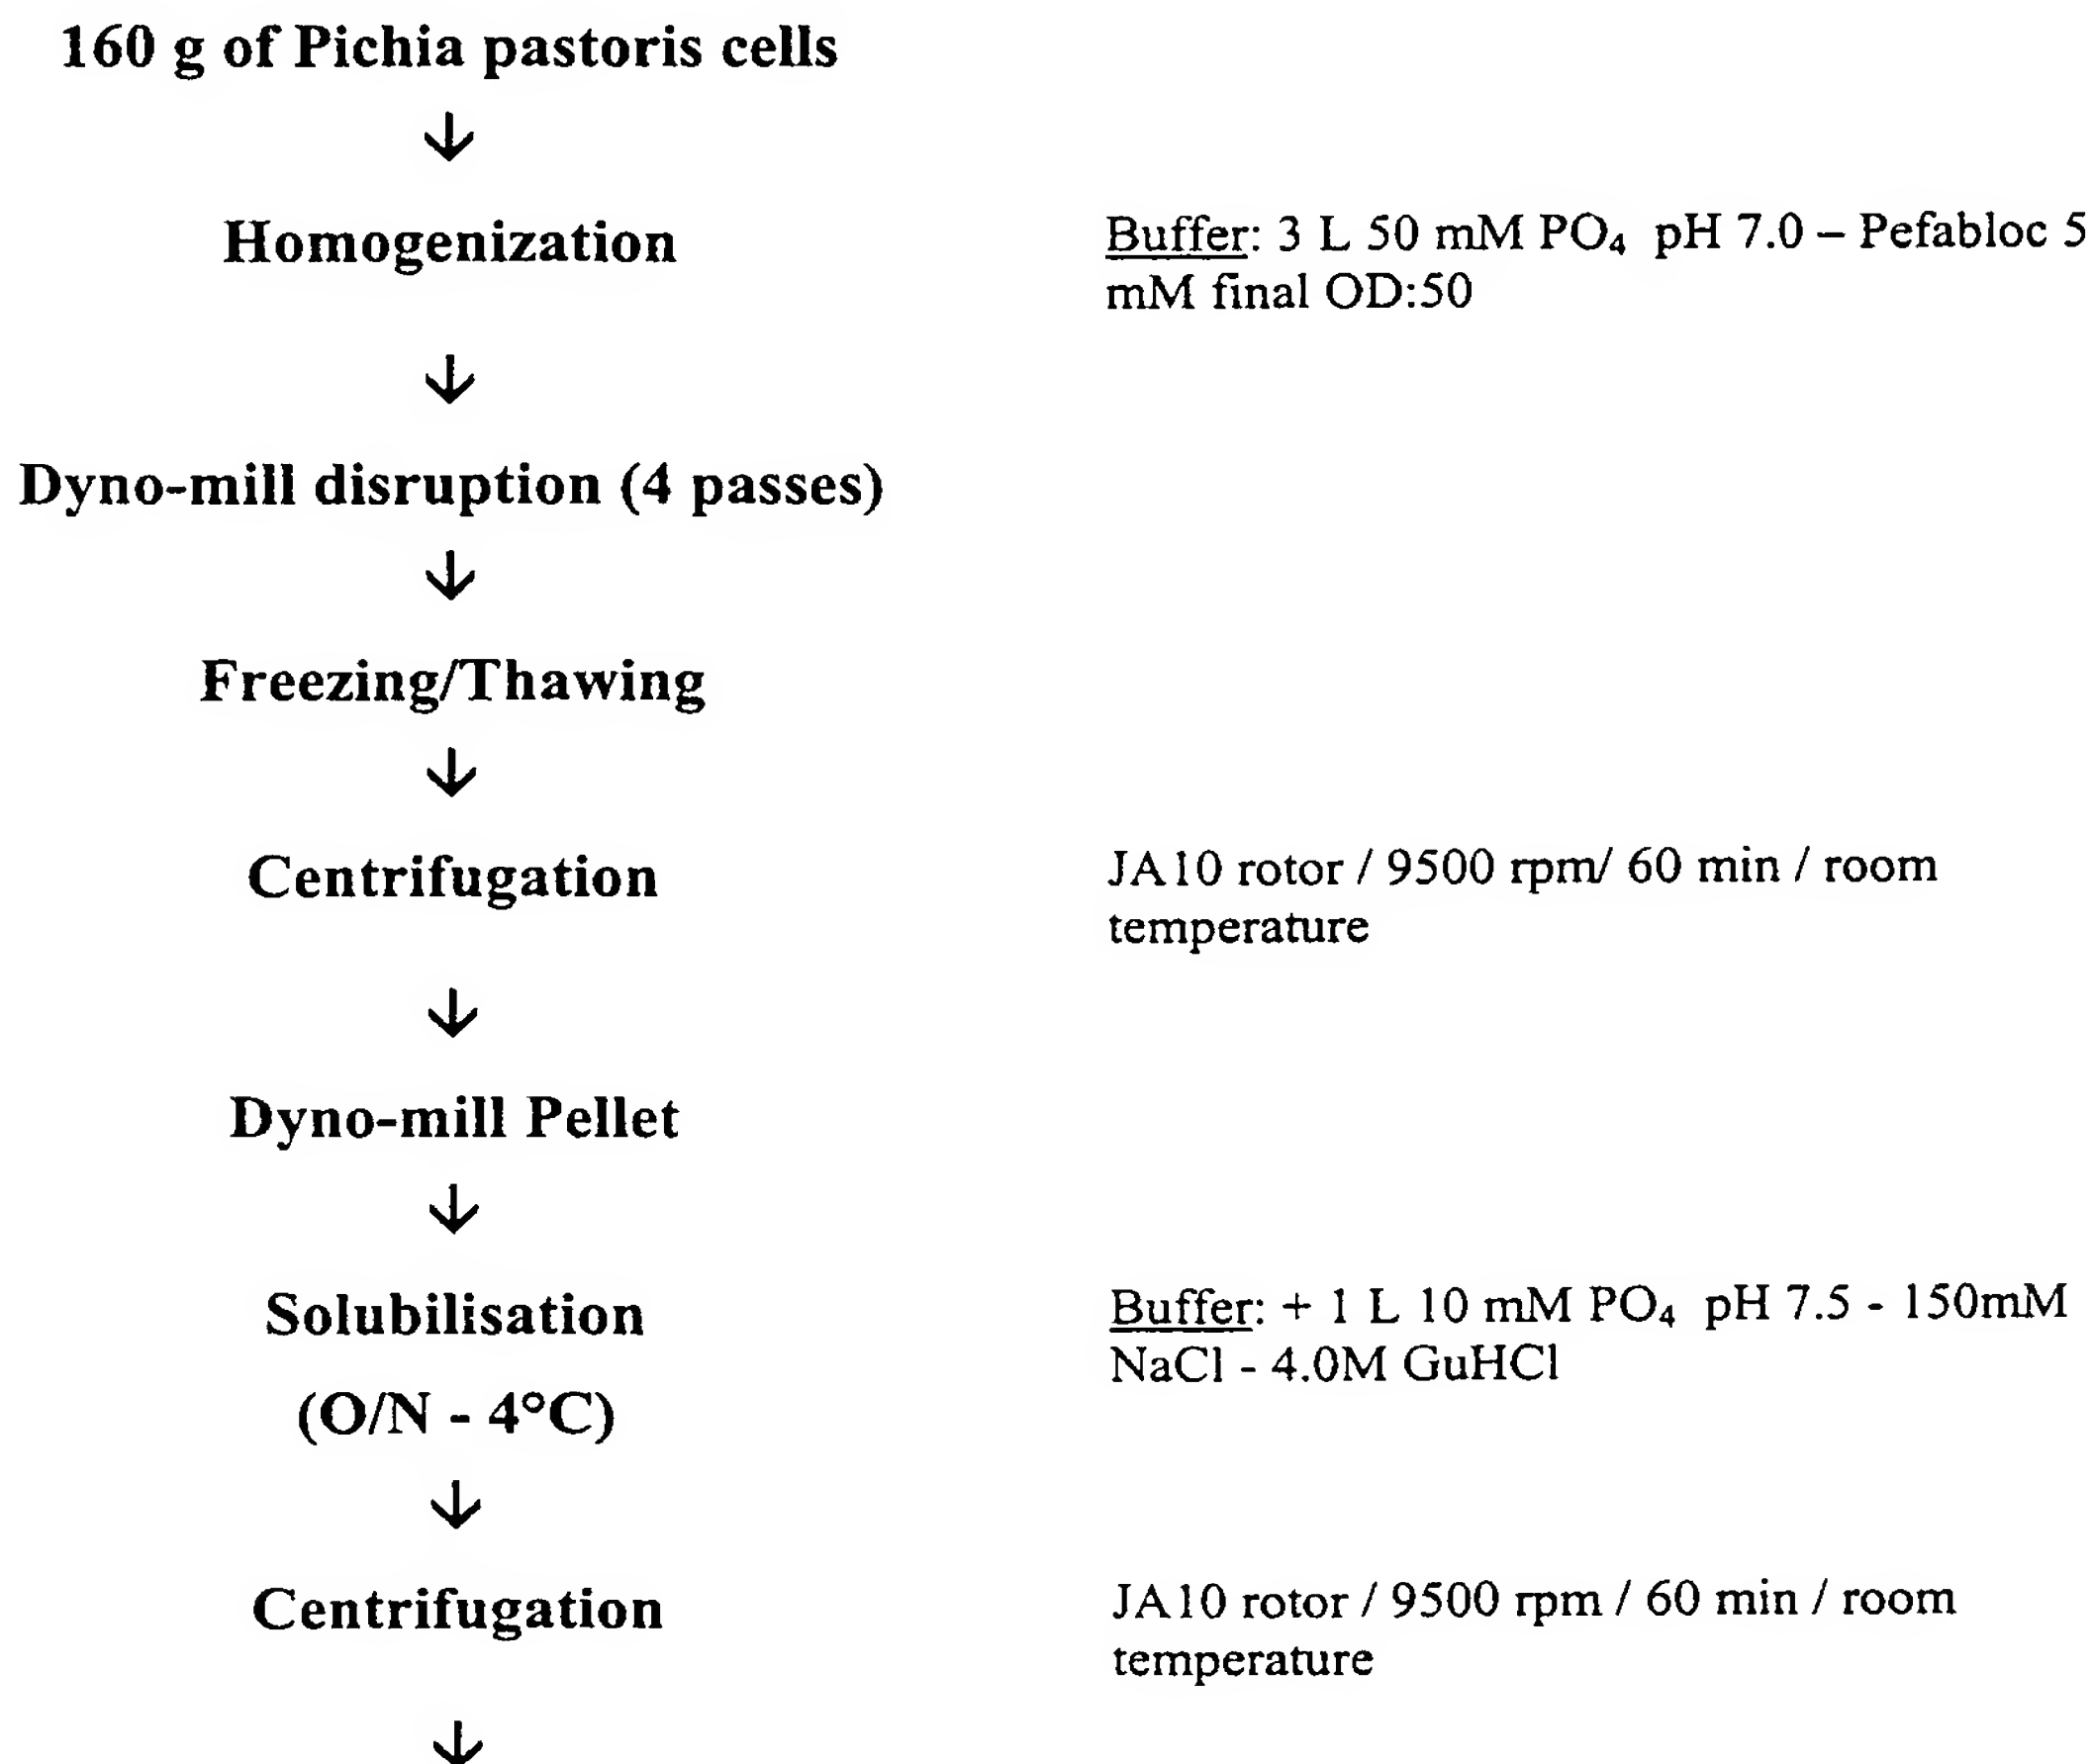 160 g of Pichia pastoris cells
↓
Homogenization
Buffer: 3 L 50 mM PO₄ pH 7.0 – Pefabloc 5
mM final OD:50
↓
Dyno-mill disruption (4 passes)
↓
Freezing/Thawing
↓
Centrifugation
JA10 rotor / 9500 rpm/ 60 min / room
temperature
↓
Dyno-mill Pellet
↓
Solubilisation
(O/N - 4°C)
Buffer: + 1 L 10 mM PO₄ pH 7.5 - 150mM
NaCl - 4.0M GuHCl
↓
Centrifugation
JA10 rotor / 9500 rpm / 60 min / room
temperature
↓